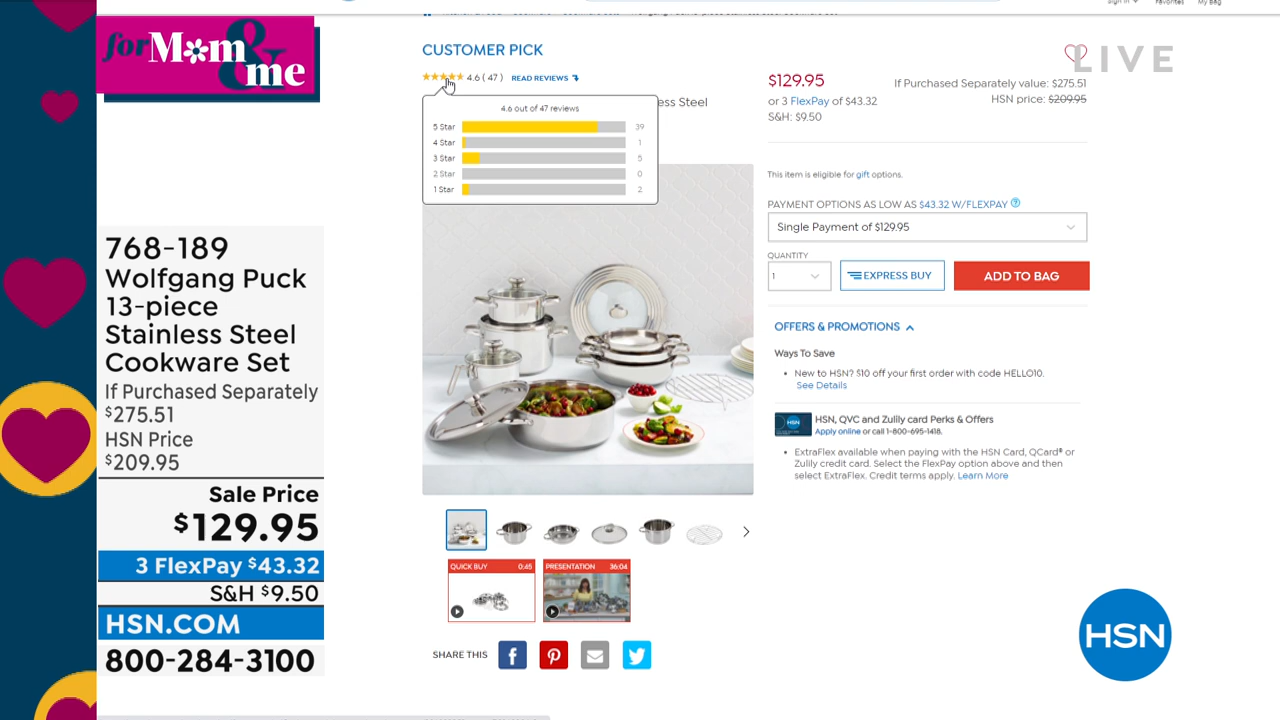 Sign in
Favorites
My Bag
for Mom
&
me
CUSTOMER PICK
4.6 ( 47 ) READ REVIEWS
LIVE
4.6 out of 47 reviews
5 Star 39
4 Star 1
3 Star 5
2 Star 0
1 Star 2
Steel
$129.95
or 3 FlexPay of $43.32
S&H: $9.50
If Purchased Separately value: $275.51
HSN price: $209.95
This item is eligible for gift options.
PAYMENT OPTIONS AS LOW AS $43.32 W/FLEXPAY ?
Single Payment of $129.95
QUANTITY
1
EXPRESS BUY
ADD TO BAG
OFFERS & PROMOTIONS
Ways To Save
• New to HSN? $10 off your first order with code HELLO10.
See Details
HSN
HSN, QVC and Zulily card Perks & Offers
Apply online or call 1-800-695-1418.
• ExtraFlex available when paying with the HSN Card, QCard® or
Zulily credit card. Select the FlexPay option above and then
select ExtraFlex. Credit terms apply. Learn More
768-189
Wolfgang Puck
13-piece
Stainless Steel
Cookware Set
If Purchased Separately
$275.51
HSN Price
$209.95
Sale Price
$129.95
3 FlexPay $43.32
S&H $9.50
HSN.COM
800-284-3100
QUICK BUY 0:45
PRESENTATION 36:04
SHARE THIS
HSN